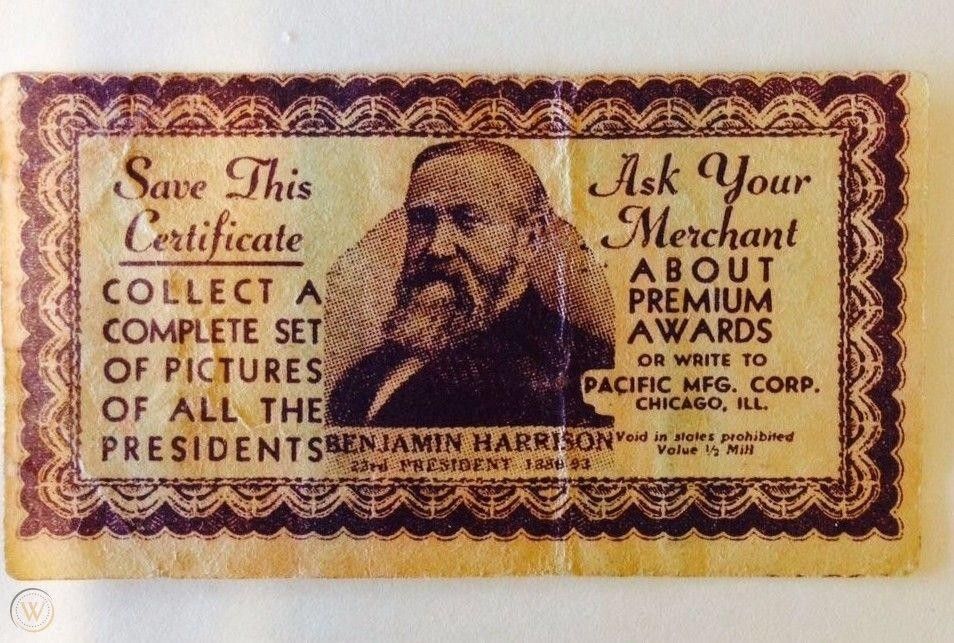 Save This
Certificate
COLLECT A
COMPLETE SET
OF PICTURES
OF ALL THE
PRESIDENTS
BENJAMIN HARRISON
23rd PRESIDENT 1889-93
Ask Your
Merchant
ABOUT
PREMIUM
AWARDS
OR WRITE TO
PACIFIC MFG. CORP.
CHICAGO, ILL.
Void in states prohibited
Value ½ Mill
W